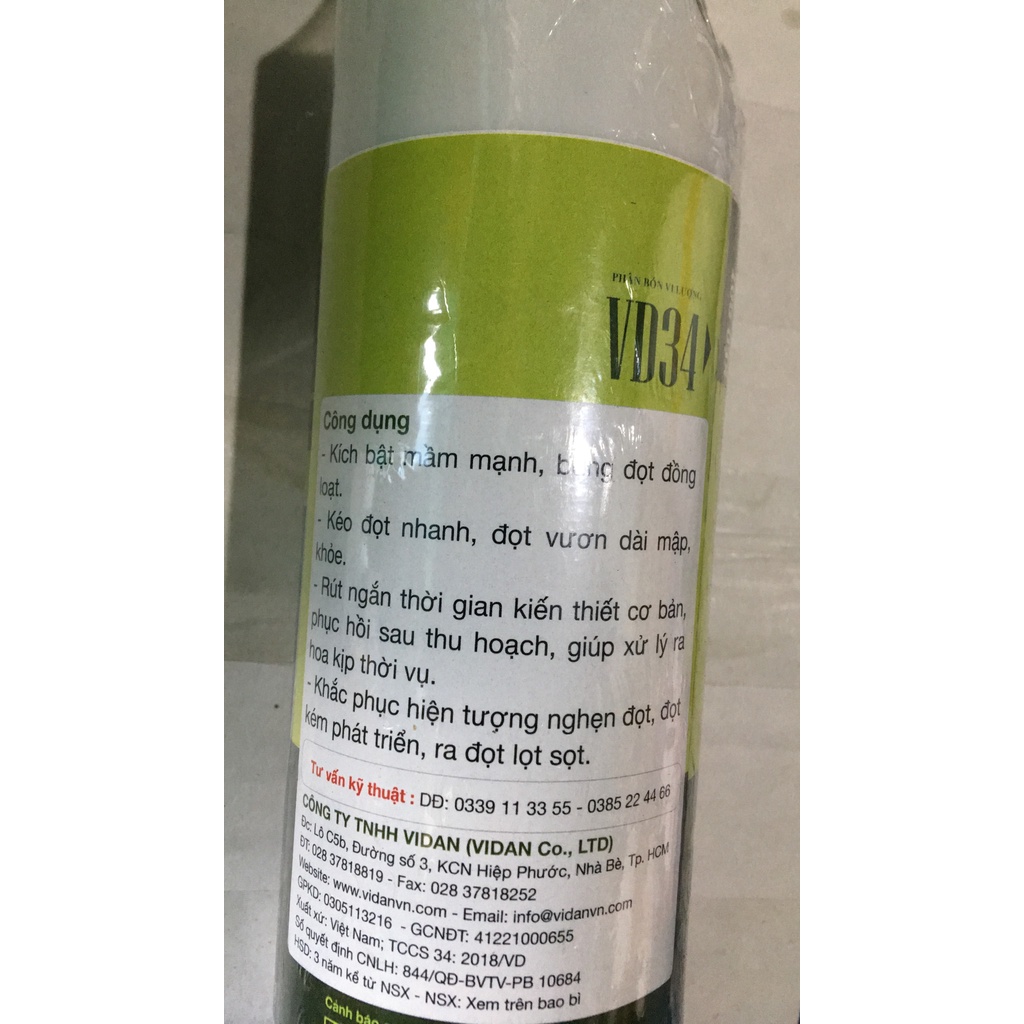 PHÂN BÓN VI LƯỢNG
VD34
Công dụng
- Kích bật mầm mạnh, bung đọt đồng
loạt.
- Kéo đọt nhanh, đọt vươn dài mập,
khỏe.
- Rút ngắn thời gian kiến thiết cơ bản,
phục hồi sau thu hoạch, giúp xử lý ra
hoa kịp thời vụ.
- Khắc phục hiện tượng nghẹn đọt, đọt
kém phát triển, ra đọt lọt sọt.
Tư vấn kỹ thuật : DĐ: 0339 11 33 55 - 0385 22 44 66
CÔNG TY TNHH VIDAN (VIDAN Co., LTD)
Đc: Lô C5b, Đường số 3, KCN Hiệp Phước, Nhà Bè, Tp. HCM
ĐT: 028 37818819 - Fax: 028 37818252
Website: www.vidanvn.com - Email: info@vidanvn.com
GPKD: 0305113216 - GCNĐT: 41221000655
Xuất xứ: Việt Nam; TCCS 34: 2018/VD
Số quyết định CNLH: 844/QĐ-BVTV-PB 10684
HSD: 3 năm kể từ NSX - NSX: Xem trên bao bì
Cảnh báo